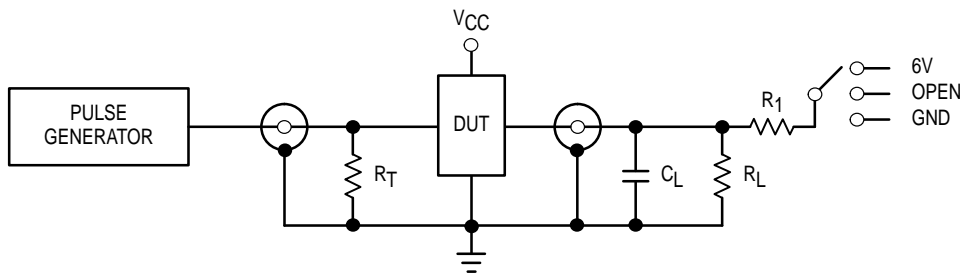 VCC
PULSE
GENERATOR
DUT
RT
CL
RL
R1
6V
OPEN
GND